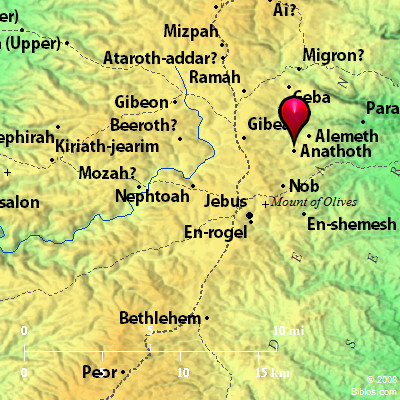 Ai?
Mizpah
(Upper)
Ataroth-addar?
Migron?
Ramah
Geba
Gibeon
Para
Beeroth?
Gibe
Alemeth
ephirah
Kiriath-jearim
Anathoth
Mozah?
Nephtoah
Nob
salon
Jebus
Mount of Olives
En-rogel
En-shemesh
E
E
S
D
N
Bethlehem
0 5 10 mi
0 5 10 15 km
Peor
© 2008
Biblos.com